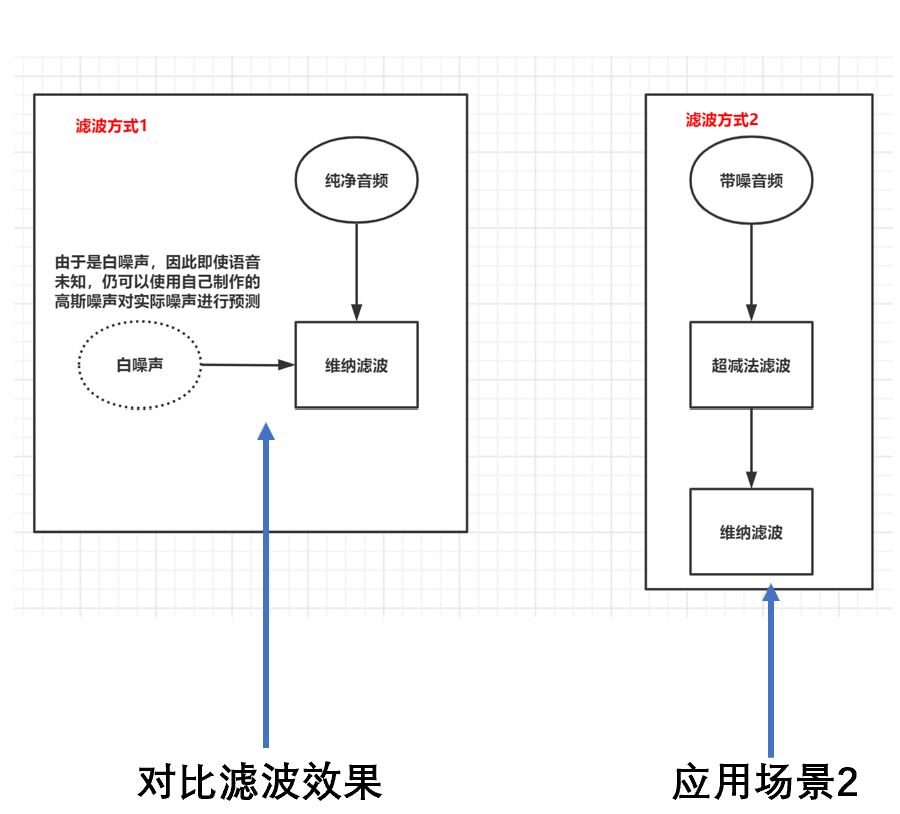 滤波方式1
纯净音频
由于是白噪声，因此即使语音
未知，仍可以使用自己制作的
高斯噪声对实际噪声进行预测
白噪声
维纳滤波
对比滤波效果
滤波方式2
带噪音频
超减法滤波
维纳滤波
应用场景2